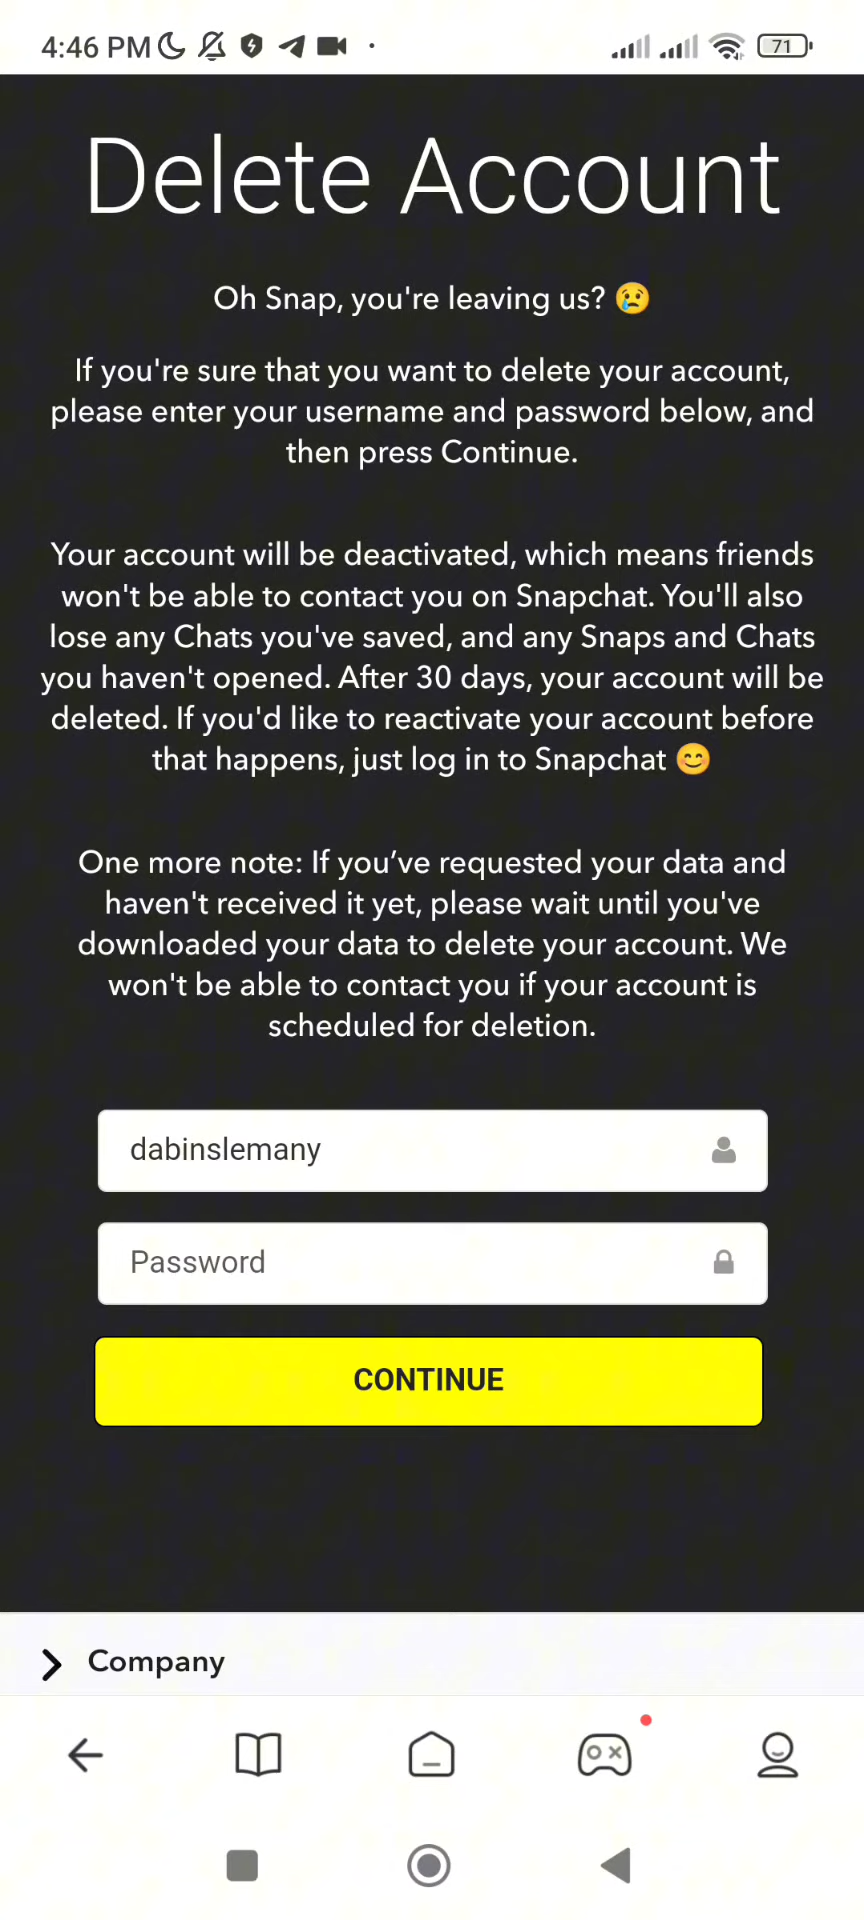 4:46 PM
71
Delete Account
Oh Snap, you're leaving us? 😢
If you're sure that you want to delete your account,
please enter your username and password below, and
then press Continue.
Your account will be deactivated, which means friends
won't be able to contact you on Snapchat. You'll also
lose any Chats you've saved, and any Snaps and Chats
you haven't opened. After 30 days, your account will be
deleted. If you'd like to reactivate your account before
that happens, just log in to Snapchat 😊
One more note: If you’ve requested your data and
haven't received it yet, please wait until you've
downloaded your data to delete your account. We
won't be able to contact you if your account is
scheduled for deletion.
dabinslemany
Password
CONTINUE
Company